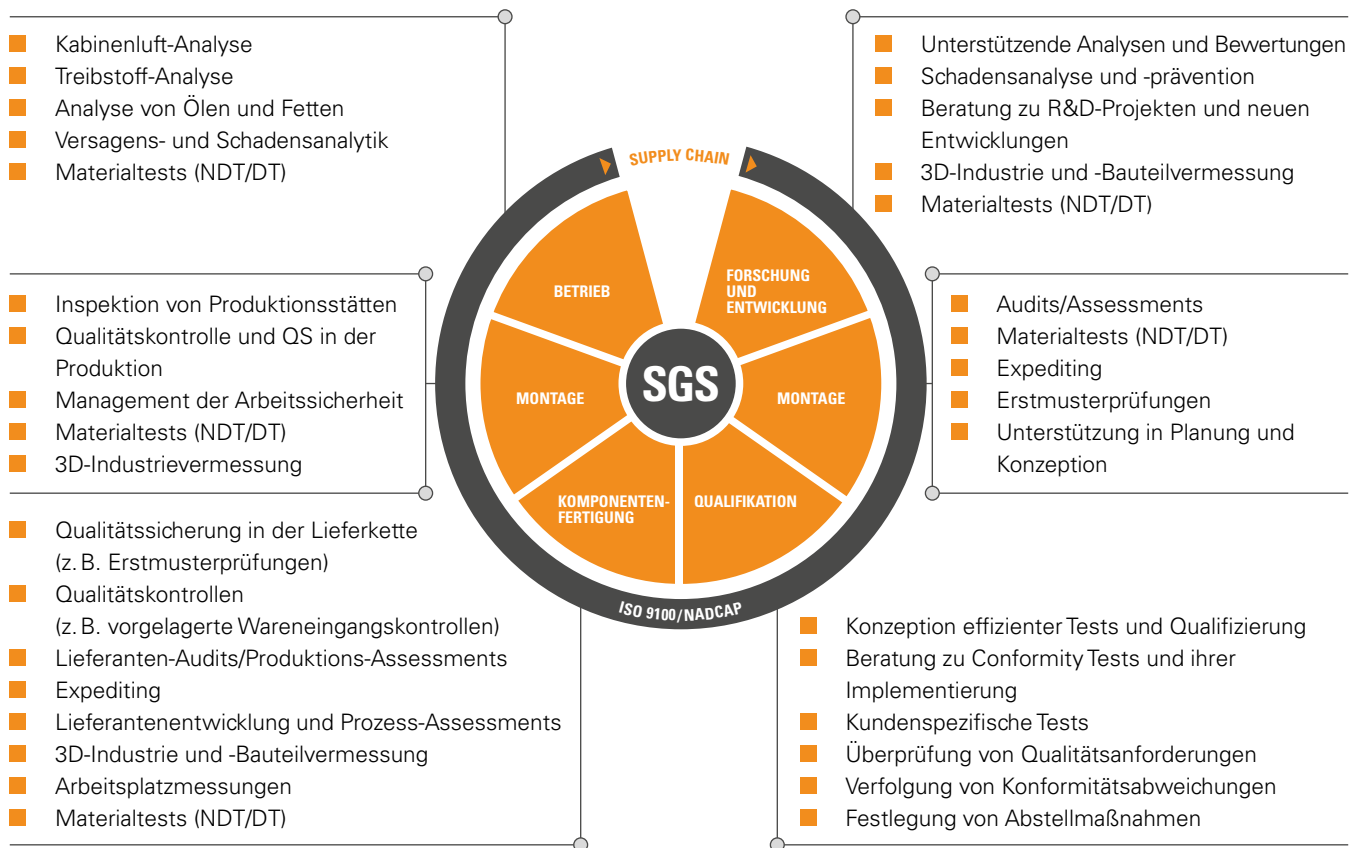 Kabinenluft-Analyse
Treibstoff-Analyse
Analyse von Ölen und Fetten
Versagens- und Schadensanalytik
Materialtests (NDT/DT)
Unterstützende Analysen und Bewertungen
Schadensanalyse und -prävention
Beratung zu R&D-Projekten und neuen
Entwicklungen
3D-Industrie und -Bauteilvermessung
Materialtests (NDT/DT)
Inspektion von Produktionsstätten
Qualitätskontrolle und QS in der
Produktion
Management der Arbeitssicherheit
Materialtests (NDT/DT)
3D-Industrievermessung
SUPPLY CHAIN
BETRIEB
FORSCHUNG
UND
ENTWICKLUNG
MONTAGE
SGS
MONTAGE
KOMPONENTEN-
FERTIGUNG
QUALIFIKATION
ISO 9100/NADCAP
Audits/Assessments
Materialtests (NDT/DT)
Expediting
Erstmusterprüfungen
Unterstützung in Planung und
Konzeption
Qualitätssicherung in der Lieferkette
(z. B. Erstmusterprüfungen)
Qualitätskontrollen
(z. B. vorgelagerte Wareneingangskontrollen)
Lieferanten-Audits/Produktions-Assessments
Expediting
Lieferantenentwicklung und Prozess-Assessments
3D-Industrie und -Bauteilvermessung
Arbeitsplatzmessungen
Materialtests (NDT/DT)
Konzeption effizienter Tests und Qualifizierung
Beratung zu Conformity Tests und ihrer
Implementierung
Kundenspezifische Tests
Überprüfung von Qualitätsanforderungen
Verfolgung von Konformitätsabweichungen
Festlegung von Abstellmaßnahmen